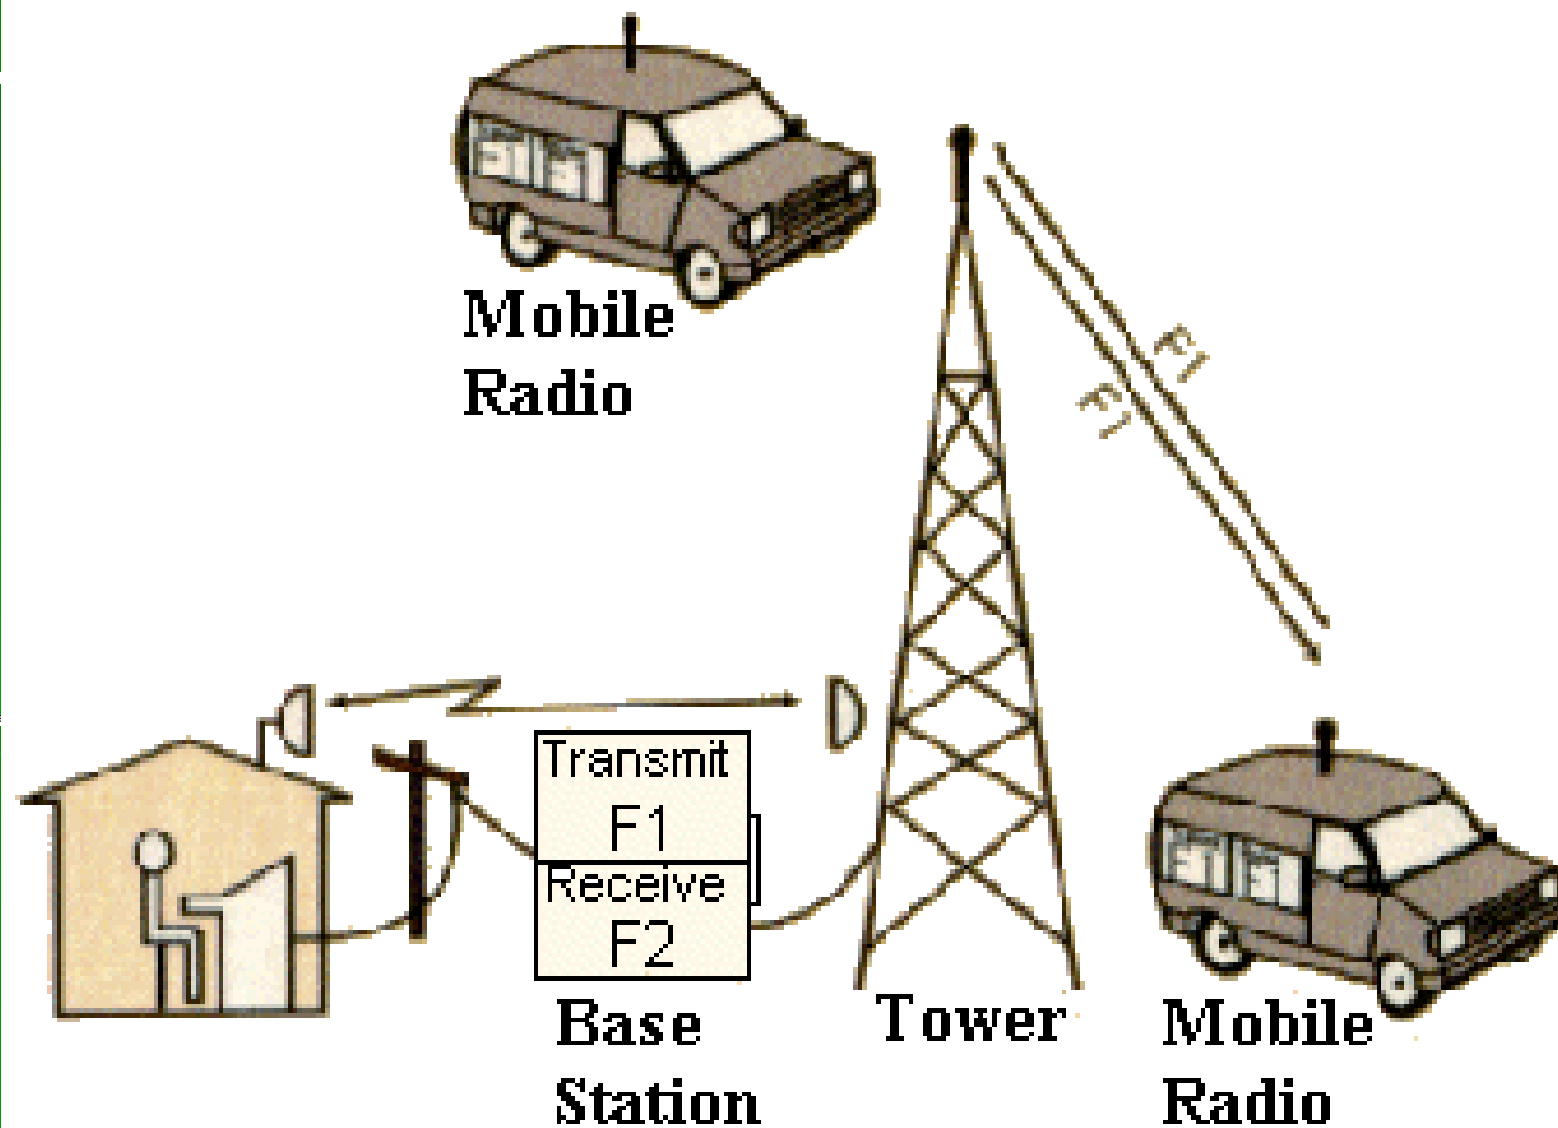 Mobile
Radio
F1
F1
Transmit
F1
Receive
F2
Base
Station
Tower
Mobile
Radio